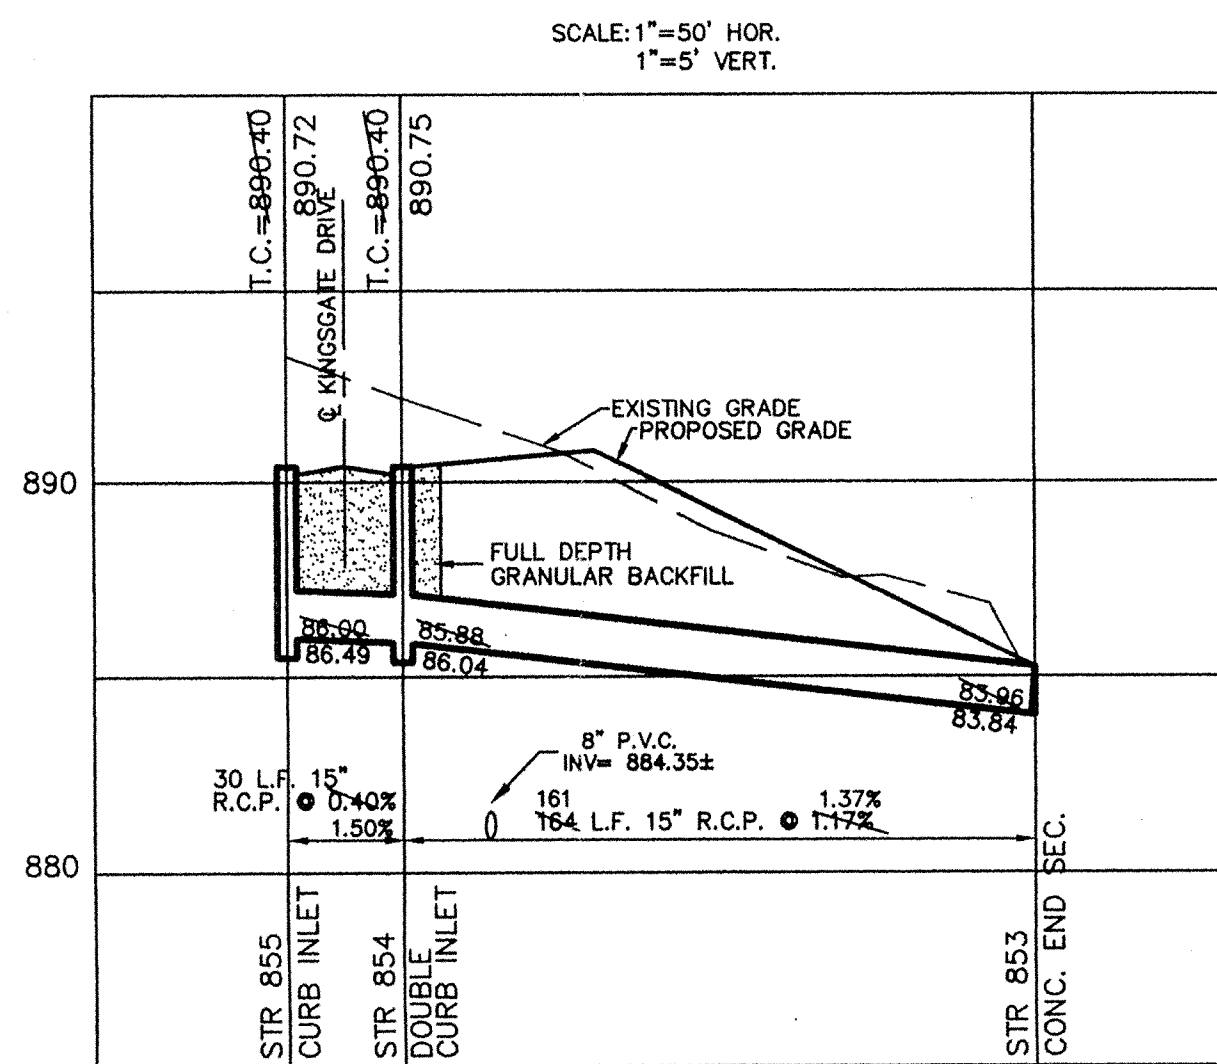 SCALE: 1"=50' HOR.
1"=5' VERT.
T.C.=890.40
890.72
℄ KINGSGATE DRIVE
T.C.=890.40
890.75
EXISTING GRADE
PROPOSED GRADE
890
FULL DEPTH
GRANULAR BACKFILL
86.00
86.49
85.88
86.04
83.96
83.84
8" P.V.C.
INV= 884.35±
30 L.F. 15"
R.C.P. @ 0.40%
1.50%
161
1.37%
164 L.F. 15" R.C.P. @ 1.17%
880
STR 855
CURB INLET
STR 854
DOUBLE
CURB INLET
STR 853
CONC. END SEC.